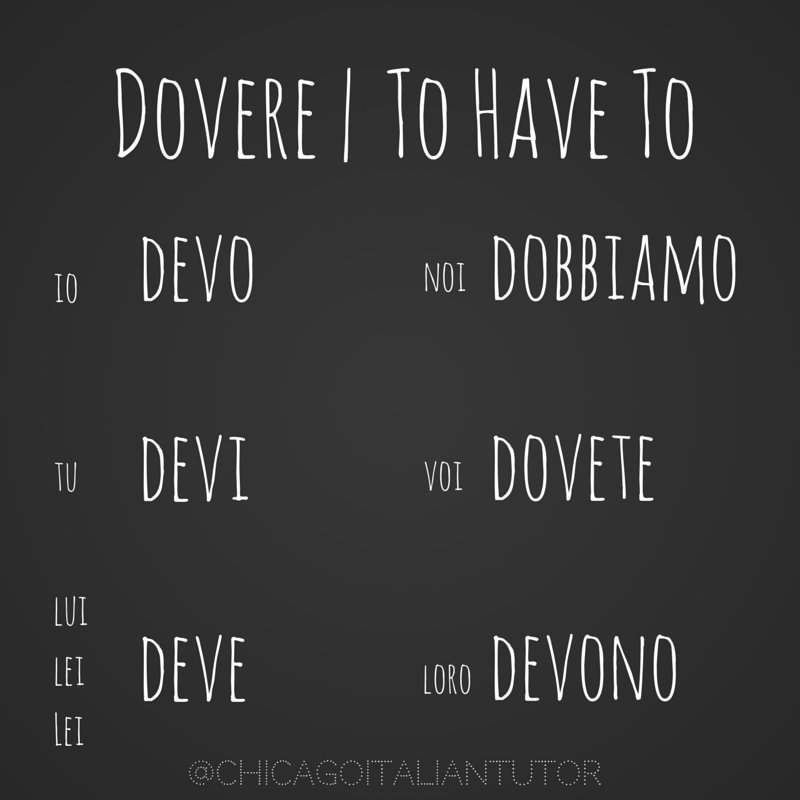 Dovere | To Have To
io devo
noi dobbiamo
tu devi
voi dovete
lui
lei deve
Lei
loro devono
@CHICAGOITALIANTUTOR